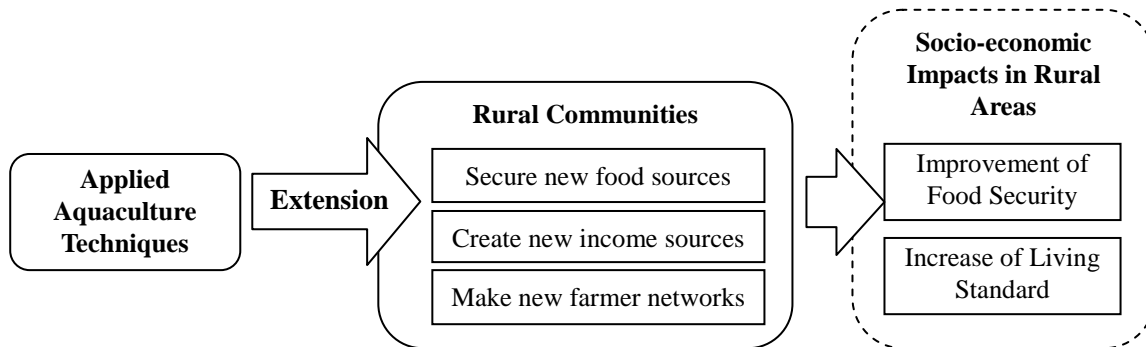 Applied
Aquaculture
Techniques
Extension
Rural Communities
Secure new food sources
Create new income sources
Make new farmer networks
Socio-economic
Impacts in Rural
Areas
Improvement of
Food Security
Increase of Living
Standard